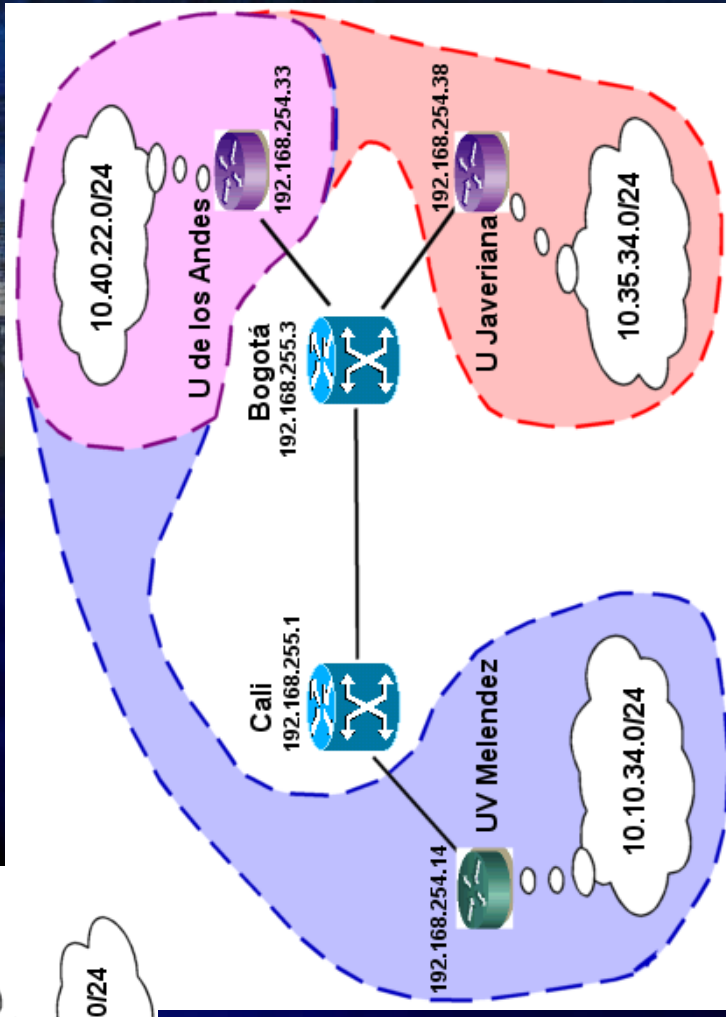 10.40.22.0/24
U de los Andes
192.168.254.33
192.168.254.38
U Javeriana
10.35.34.0/24
Bogotá
192.168.255.3
Cali
192.168.255.1
UV Melendez
192.168.254.14
10.10.34.0/24
0/24